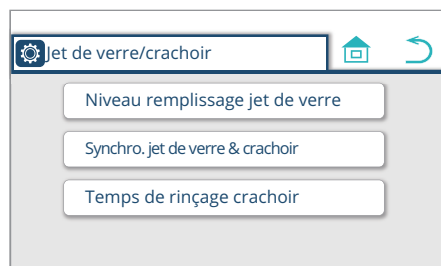 Jet de verre/crachoir
Niveau remplissage jet de verre
Synchro. jet de verre & crachoir
Temps de rinçage crachoir